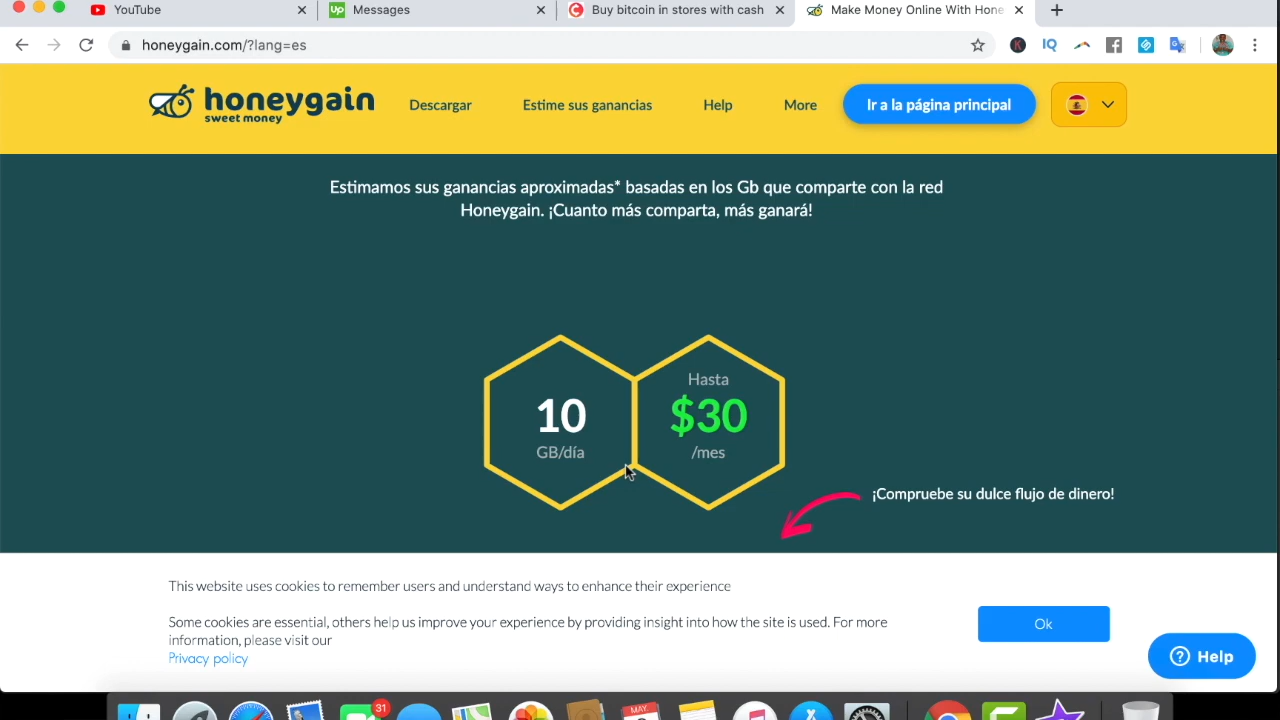 YouTube
Up Messages
Buy bitcoin in stores with cash
Make Money Online With Hone
honeygain.com/?lang=es
K IQ
honeygain
sweet money
Descargar
Estime sus ganancias
Help
More
Ir a la página principal
Estimamos sus ganancias aproximadas* basadas en los Gb que comparte con la red
Honeygain. ¡Cuanto más comparta, más ganará!
10
GB/día
Hasta
$30
/mes
¡Compruebe su dulce flujo de dinero!
This website uses cookies to remember users and understand ways to enhance their experience
Some cookies are essential, others help us improve your experience by providing insight into how the site is used. For more
information, please visit our
Privacy policy
Ok
Help
31
MAY